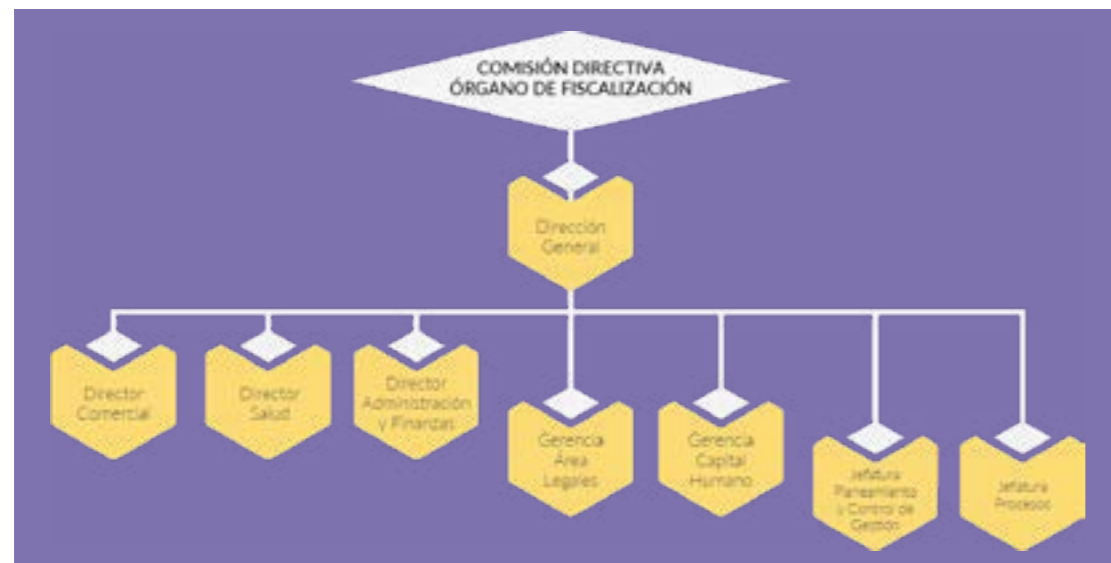 COMISIÓN DIRECTIVA
ÓRGANO DE FISCALIZACIÓN
Dirección
General
Director
Comercial
Director
Salud
Director
Administración
y Finanzas
Gerencia
Área
Legales
Gerencia
Capital
Humano
Jefatura
Planeamiento
y Control de
Gestión
Jefatura
Procesos